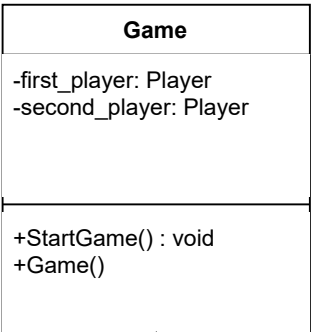 Game
-first_player: Player
-second_player: Player
+StartGame() : void
+Game()